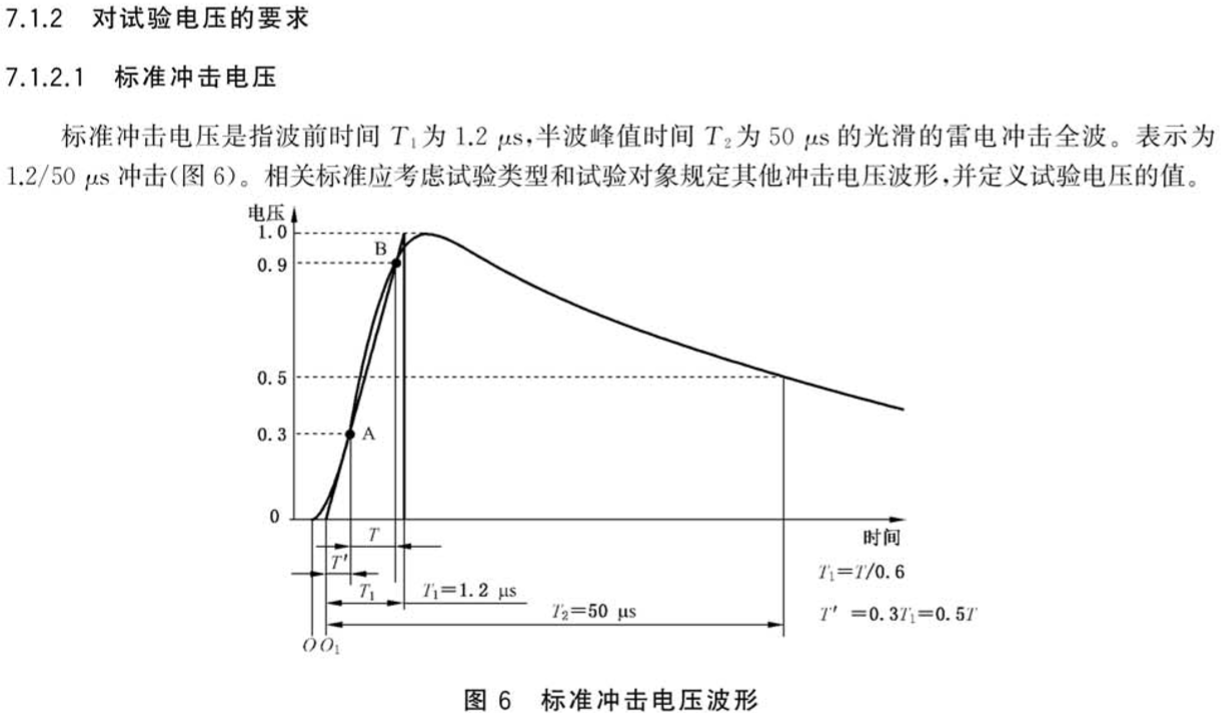 7.1.2 对试验电压的要求
7.1.2.1 标准冲击电压
标准冲击电压是指波前时间 T₁为 1.2 μs,半波峰值时间 T₂为 50 μs 的光滑的雷电冲击全波。表示为
1.2/50 μs 冲击(图 6)。相关标准应考虑试验类型和试验对象规定其他冲击电压波形,并定义试验电压的值。
电压
1.0
B
0.9
0.5
0.3
A
0
时间
T
T′
T₁
T₁=1.2 μs
T₂=50 μs
T₁=T/0.6
T′ =0.3T₁=0.5T
O O₁
图 6 标准冲击电压波形